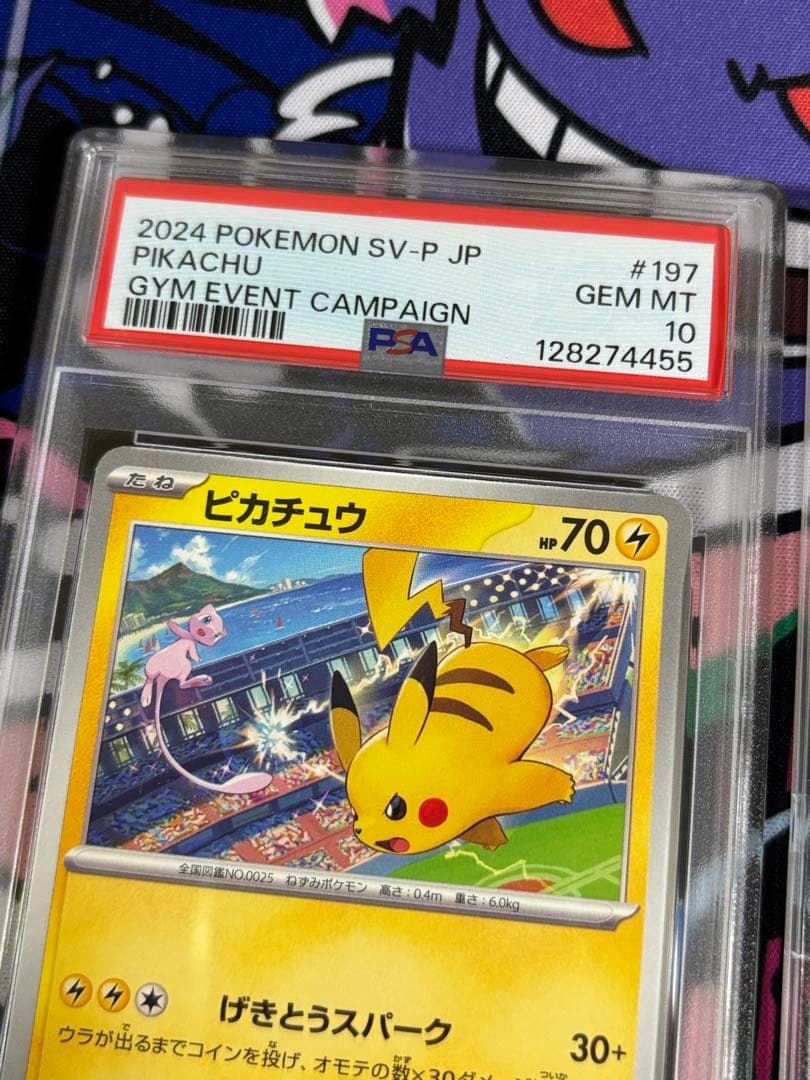 2024 POKEMON SV-P JP #197
PIKACHU GEM MT
GYM EVENT CAMPAIGN 10
PSA 128274455
たね ピカチュウ HP70
全国図鑑NO.0025 ねずみポケモン 高さ:0.4m 重さ:6.0kg
げきとうスパーク 30+
ウラが出るまでコインを投げ、オモテの数×30ダメージ